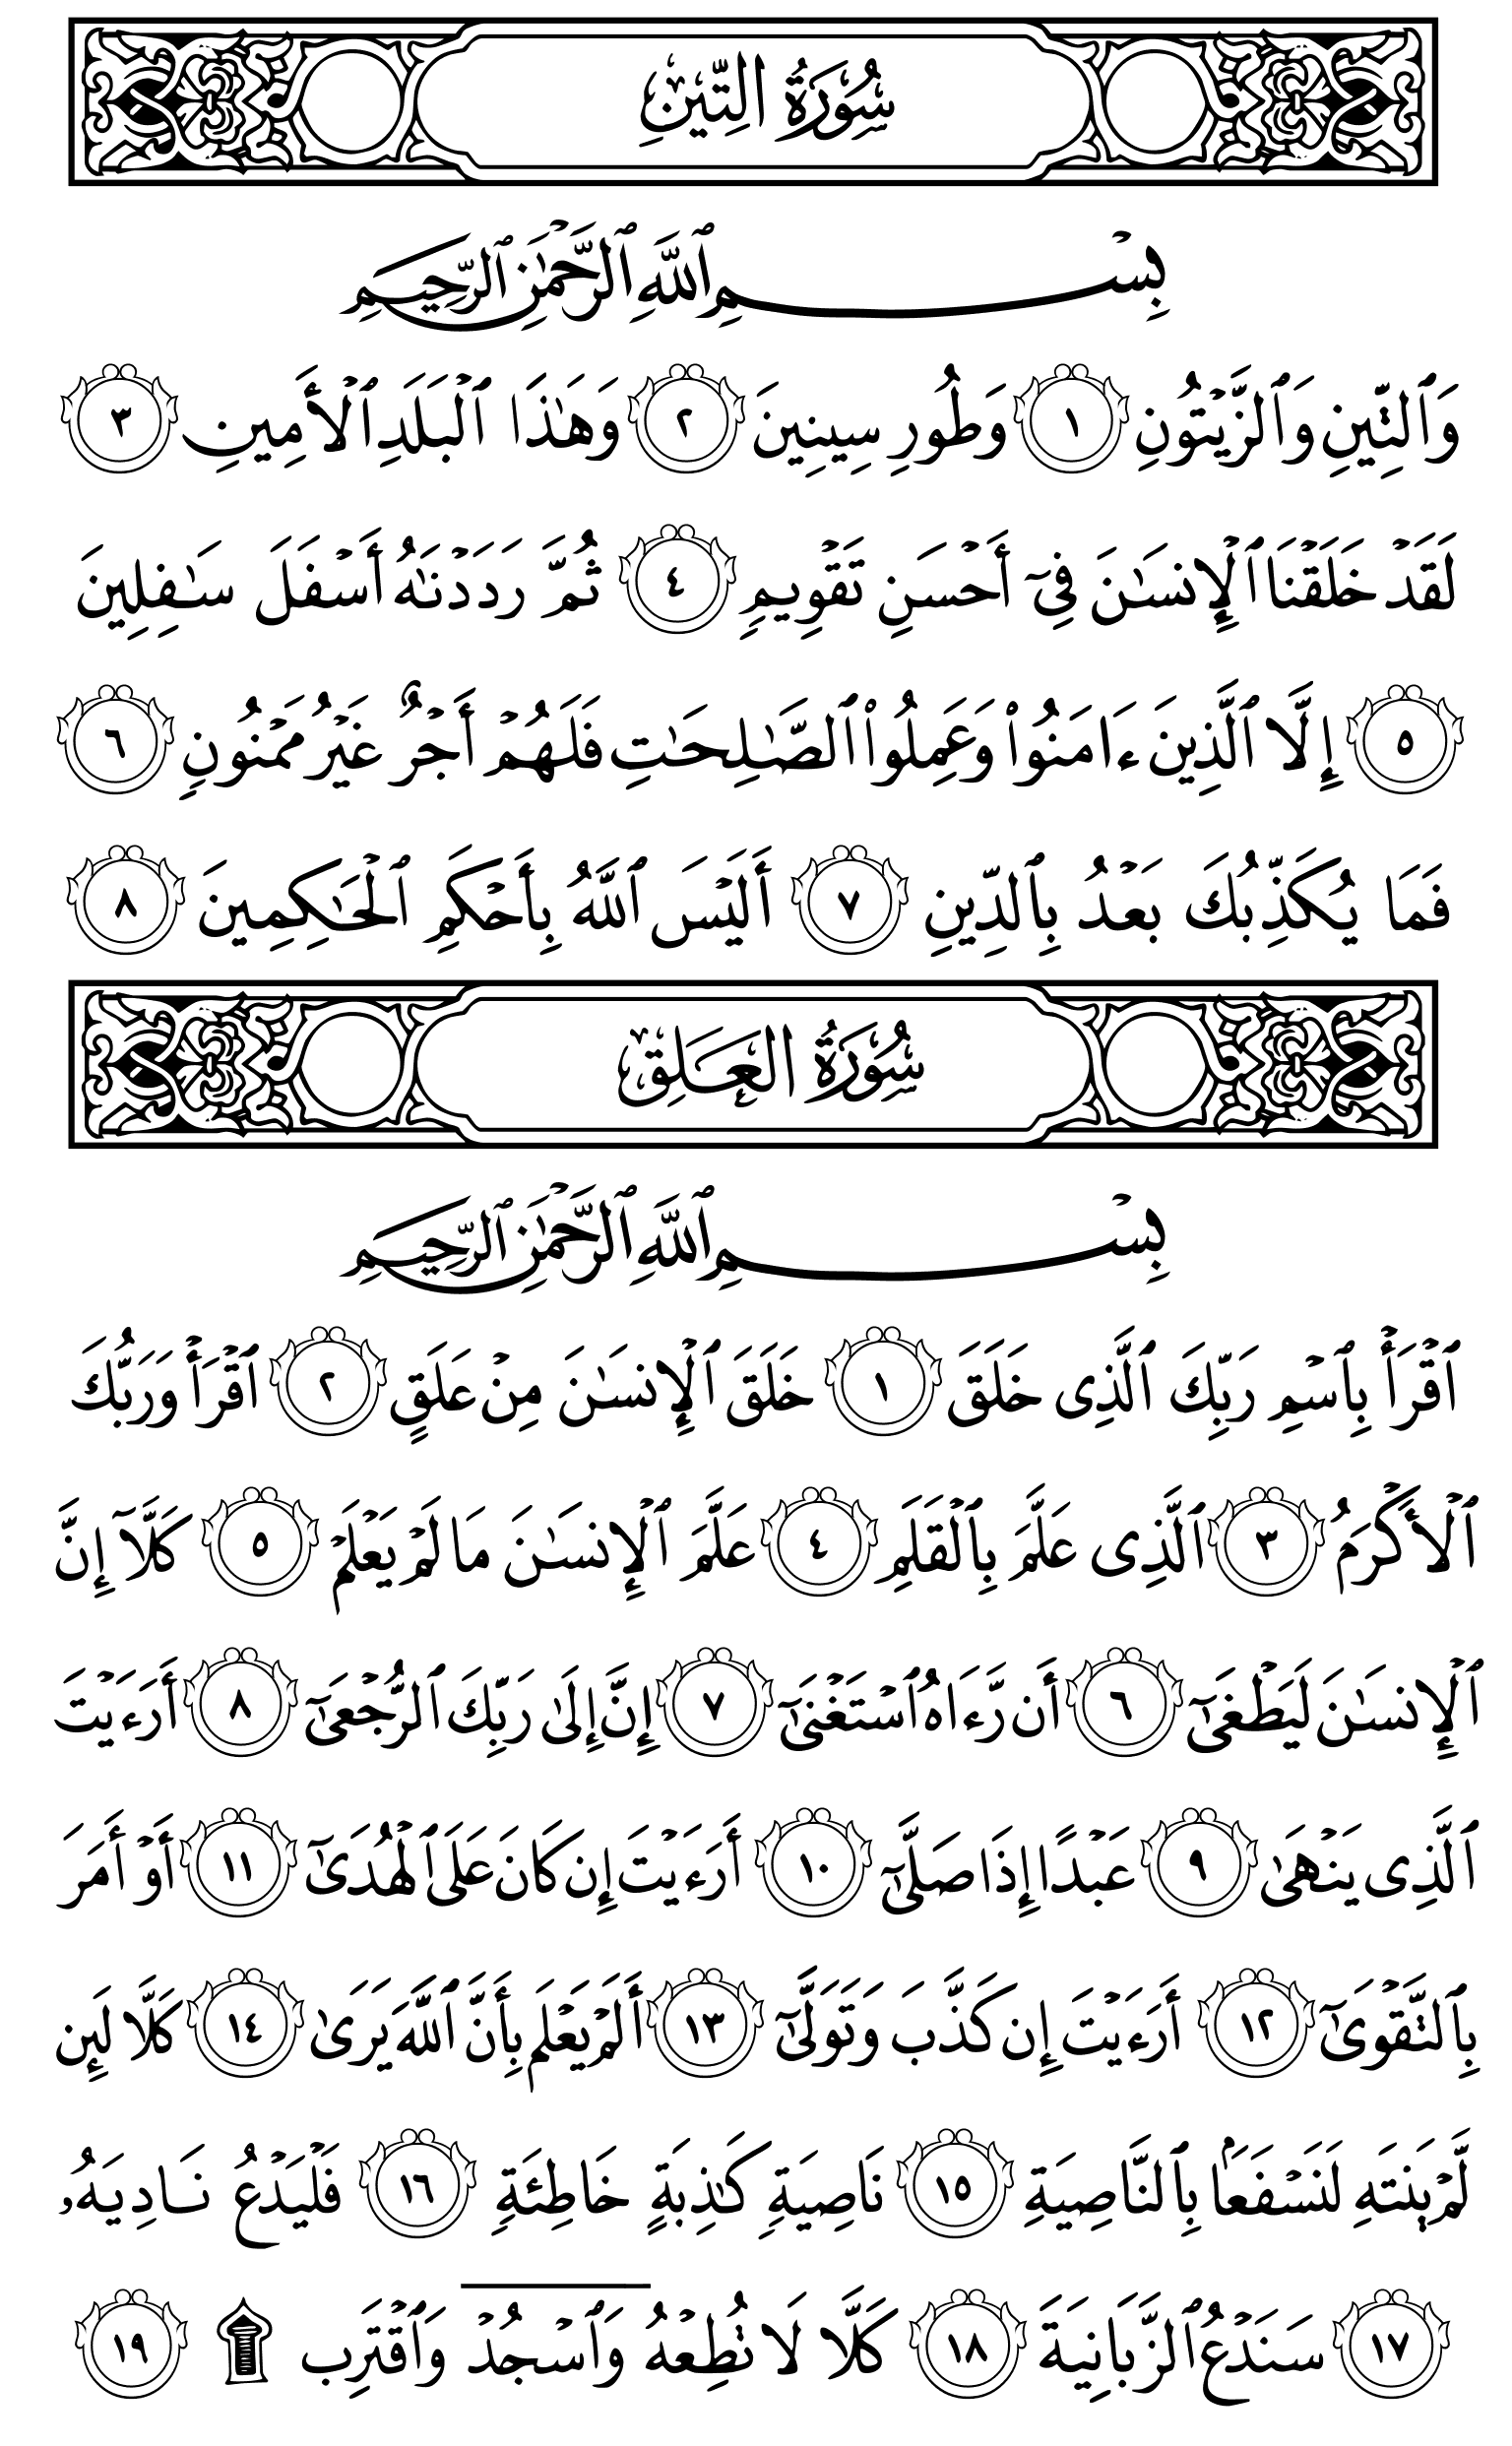 سُورَةُ التِّينِ
بِسْمِ ٱللَّهِ ٱلرَّحْمَٰنِ ٱلرَّحِيمِ
وَٱلتِّينِ وَٱلزَّيْتُونِ ١ وَطُورِ سِينِينَ ٢ وَهَٰذَا ٱلْبَلَدِ ٱلْأَمِينِ ٣
لَقَدْ خَلَقْنَا ٱلْإِنسَٰنَ فِىٓ أَحْسَنِ تَقْوِيمٍ ٤ ثُمَّ رَدَدْنَٰهُ أَسْفَلَ سَٰفِلِينَ
٥ إِلَّا ٱلَّذِينَ ءَامَنُوا۟ وَعَمِلُوا۟ ٱلصَّٰلِحَٰتِ فَلَهُمْ أَجْرٌ غَيْرُ مَمْنُونٍ ٦
فَمَا يُكَذِّبُكَ بَعْدُ بِٱلدِّينِ ٧ أَلَيْسَ ٱللَّهُ بِأَحْكَمِ ٱلْحَٰكِمِينَ ٨
سُورَةُ الْعَلَقِ
بِسْمِ ٱللَّهِ ٱلرَّحْمَٰنِ ٱلرَّحِيمِ
ٱقْرَأْ بِٱسْمِ رَبِّكَ ٱلَّذِى خَلَقَ ١ خَلَقَ ٱلْإِنسَٰنَ مِنْ عَلَقٍ ٢ ٱقْرَأْ وَرَبُّكَ
ٱلْأَكْرَمُ ٣ ٱلَّذِى عَلَّمَ بِٱلْقَلَمِ ٤ عَلَّمَ ٱلْإِنسَٰنَ مَا لَمْ يَعْلَمْ ٥ كَلَّآ إِنَّ
ٱلْإِنسَٰنَ لَيَطْغَىٰٓ ٦ أَن رَّءَاهُ ٱسْتَغْنَىٰٓ ٧ إِنَّ إِلَىٰ رَبِّكَ ٱلرُّجْعَىٰٓ ٨ أَرَءَيْتَ
ٱلَّذِى يَنْهَىٰ ٩ عَبْدًا إِذَا صَلَّىٰٓ ١٠ أَرَءَيْتَ إِن كَانَ عَلَى ٱلْهُدَىٰٓ ١١ أَوْ أَمَرَ
بِٱلتَّقْوَىٰٓ ١٢ أَرَءَيْتَ إِن كَذَّبَ وَتَوَلَّىٰٓ ١٣ أَلَمْ يَعْلَم بِأَنَّ ٱللَّهَ يَرَىٰ ١٤ كَلَّا لَئِن
لَّمْ يَنتَهِ لَنَسْفَعًۢا بِٱلنَّاصِيَةِ ١٥ نَاصِيَةٍ كَٰذِبَةٍ خَاطِئَةٍ ١٦ فَلْيَدْعُ نَادِيَهُۥ
١٧ سَنَدْعُ ٱلزَّبَانِيَةَ ١٨ كَلَّا لَا تُطِعْهُ وَٱسْجُدْ وَٱقْتَرِب ۩ ١٩